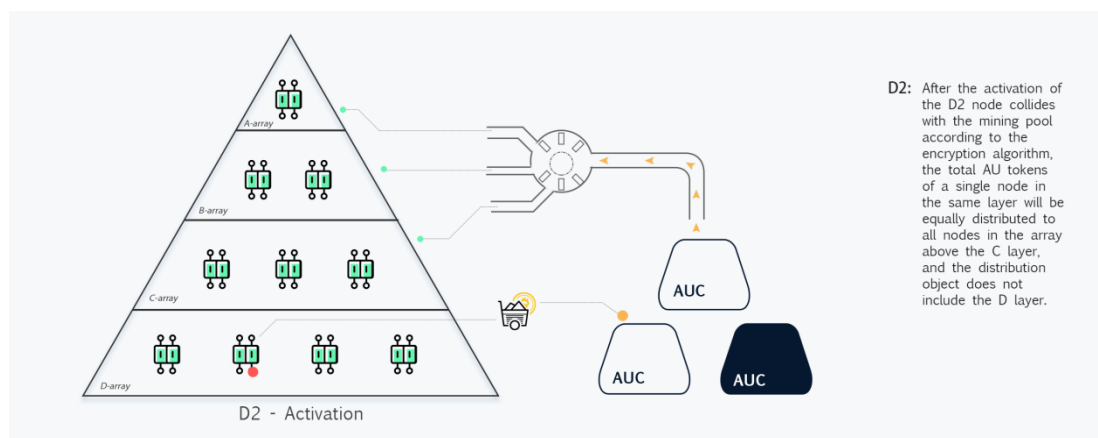 A-array
B-array
C-array
D-array
D2 - Activation
AUC
AUC
AUC
D2: After the activation of
the D2 node collides
with the mining pool
according to the
encryption algorithm,
the total AU tokens
of a single node in
the same layer will be
equally distributed to
all nodes in the array
above the C layer,
and the distribution
object does not
include the D layer.